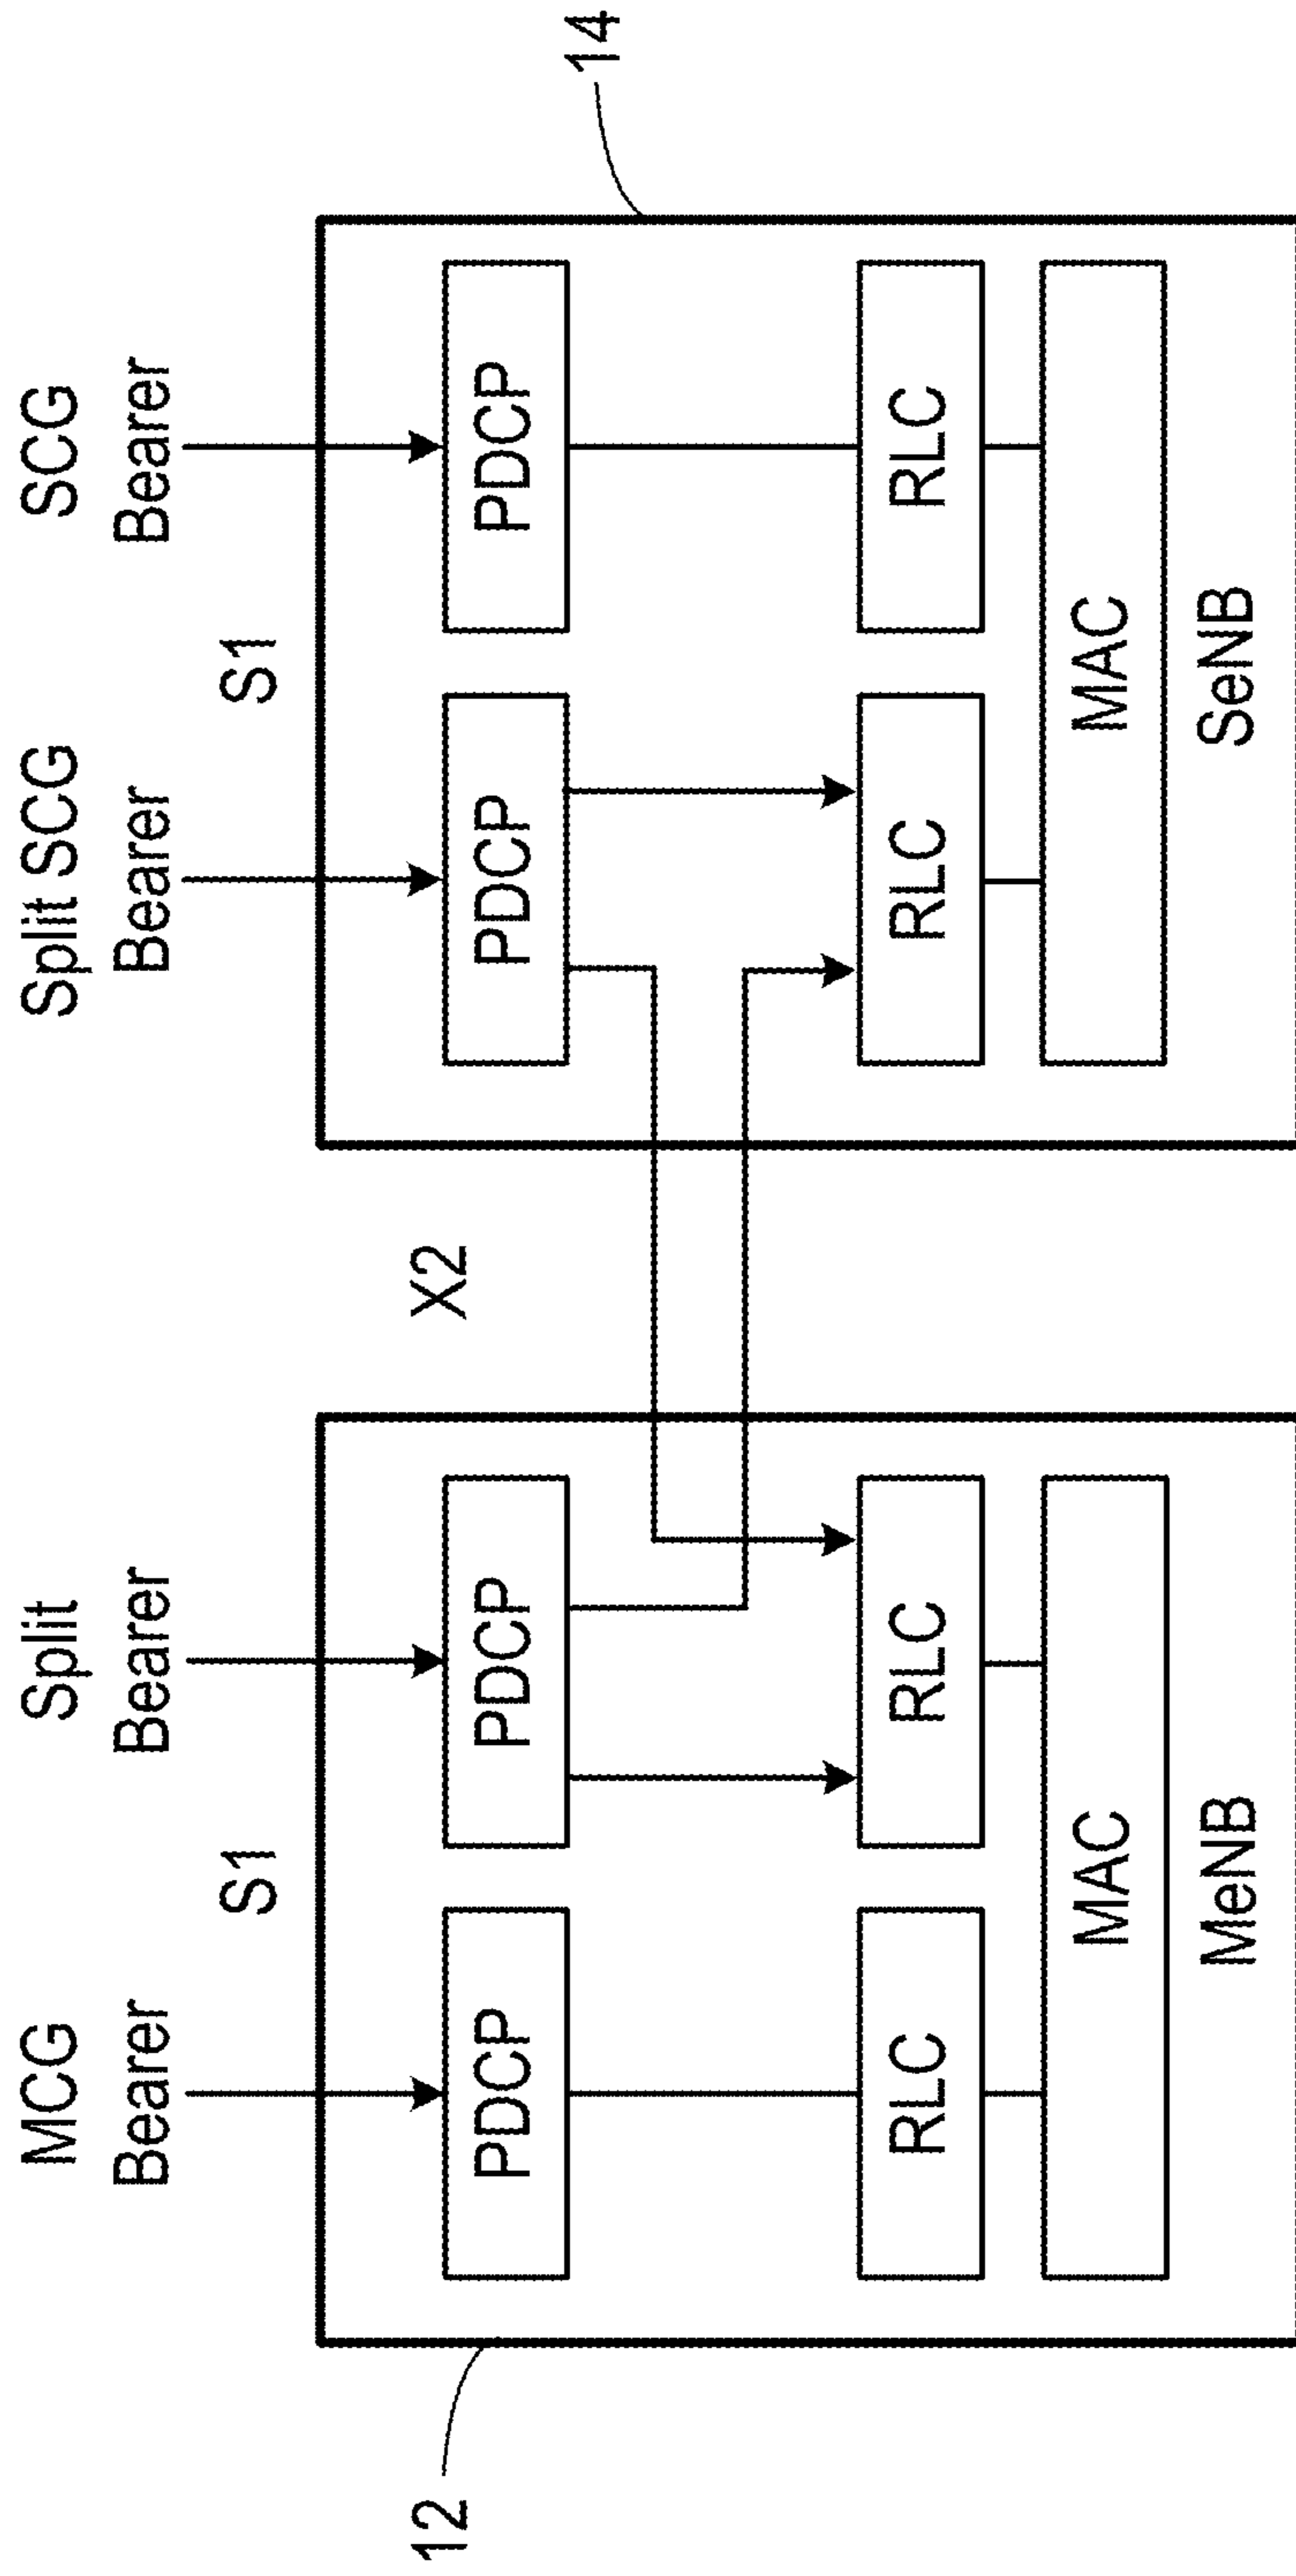 MCG
Bearer
Split
Bearer
Split SCG
Bearer
SCG
Bearer
S1
S1
12
X2
14
PDCP
PDCP
PDCP
PDCP
RLC
RLC
RLC
RLC
MAC
MAC
MeNB
SeNB